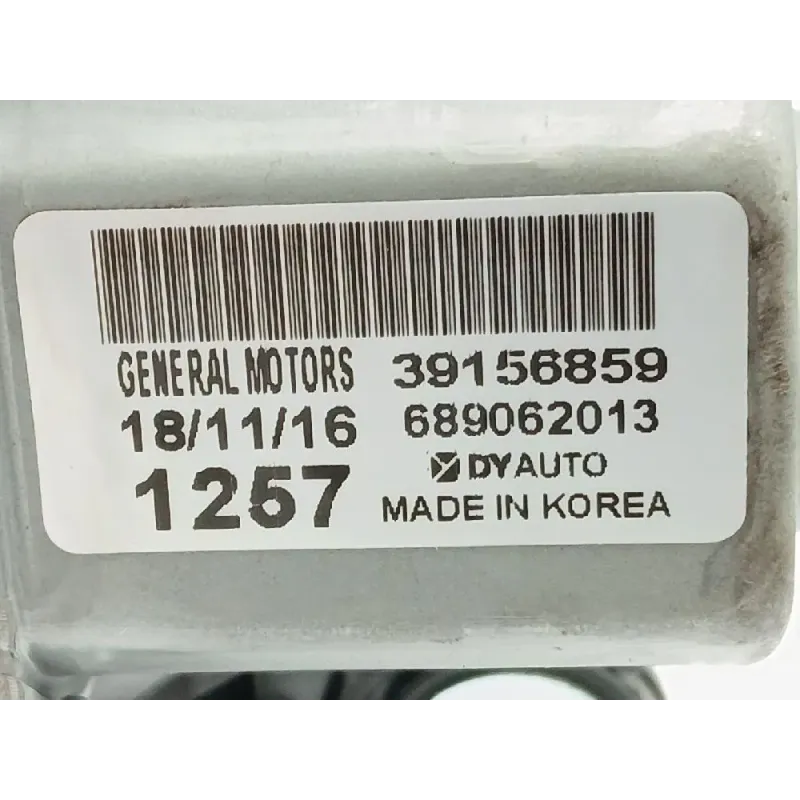 GENERAL MOTORS 39156859
18/11/16 689062013
1257 DYAUTO
MADE IN KOREA